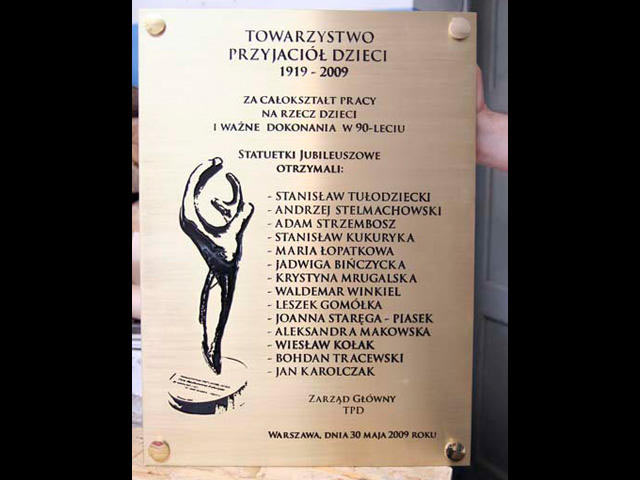 TOWARZYSTWO
PRZYJACIÓŁ DZIECI
1919 - 2009
ZA CAŁOKSZTAŁT PRACY
NA RZECZ DZIECI
I WAŻNE DOKONANIA W 90-LECIU
STATUETKI JUBILEUSZOWE
OTRZYMALI:
- STANISŁAW TUŁODZIECKI
- ANDRZEJ STELMACHOWSKI
- ADAM STRZEMBOSZ
- STANISŁAW KUKURYKA
- MARIA ŁOPATKOWA
- JADWIGA BIŃCZYCKA
- KRYSTYNA MRUGALSKA
- WALDEMAR WINKIEL
- LESZEK GOMÓŁKA
- JOANNA STARĘGA - PIASEK
- ALEKSANDRA MAKOWSKA
- WIESŁAW KOŁAK
- BOHDAN TRACEWSKI
- JAN KAROLCZAK
ZARZĄD GŁÓWNY
TPD
WARSZAWA, DNIA 30 MAJA 2009 ROKU